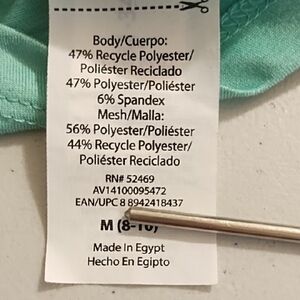 Body/Cuerpo:
47% Recycle Polyester/
Poliéster Reciclado
47% Polyester/Poliéster
6% Spandex
Mesh/Malla:
56% Polyester/Poliéster
44% Recycle Polyester/
Poliéster Reciclado
RN# 52469
AV14100095472
EAN/UPC 8 8942418437
M (8-10)
Made In Egypt
Hecho En Egipto